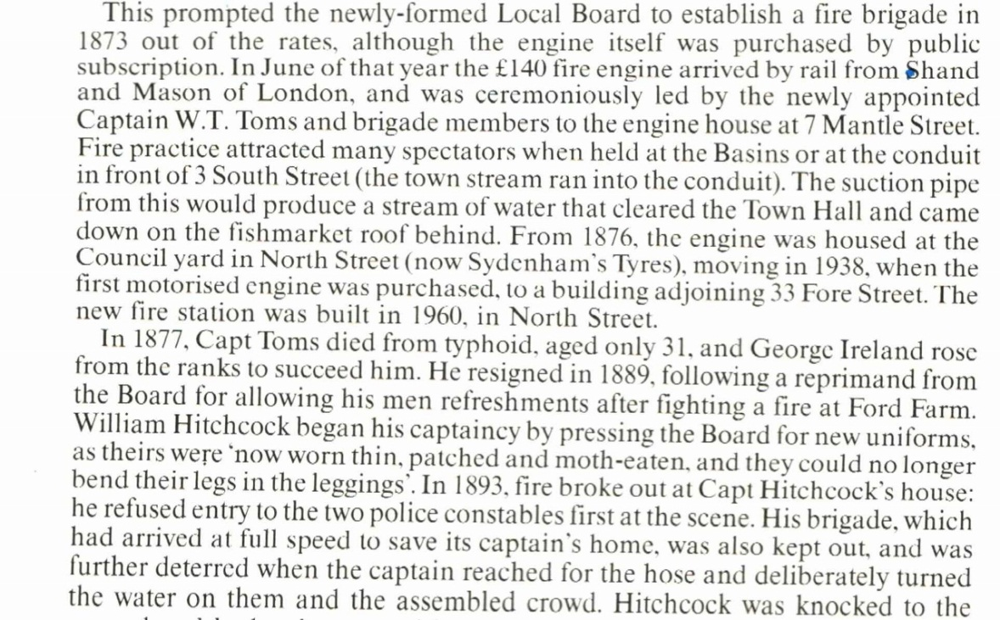 This prompted the newly-formed Local Board to establish a fire brigade in
1873 out of the rates, although the engine itself was purchased by public
subscription. In June of that year the £140 fire engine arrived by rail from Shand
and Mason of London, and was ceremoniously led by the newly appointed
Captain W.T. Toms and brigade members to the engine house at 7 Mantle Street.
Fire practice attracted many spectators when held at the Basins or at the conduit
in front of 3 South Street (the town stream ran into the conduit). The suction pipe
from this would produce a stream of water that cleared the Town Hall and came
down on the fishmarket roof behind. From 1876, the engine was housed at the
Council yard in North Street (now Sydenham's Tyres), moving in 1938, when the
first motorised engine was purchased, to a building adjoining 33 Fore Street. The
new fire station was built in 1960, in North Street.
In 1877, Capt Toms died from typhoid, aged only 31, and George Ireland rose
from the ranks to succeed him. He resigned in 1889, following a reprimand from
the Board for allowing his men refreshments after fighting a fire at Ford Farm.
William Hitchcock began his captaincy by pressing the Board for new uniforms,
as theirs were 'now worn thin, patched and moth-eaten, and they could no longer
bend their legs in the leggings'. In 1893, fire broke out at Capt Hitchcock's house:
he refused entry to the two police constables first at the scene. His brigade, which
had arrived at full speed to save its captain's home, was also kept out, and was
further deterred when the captain reached for the hose and deliberately turned
the water on them and the assembled crowd. Hitchcock was knocked to the